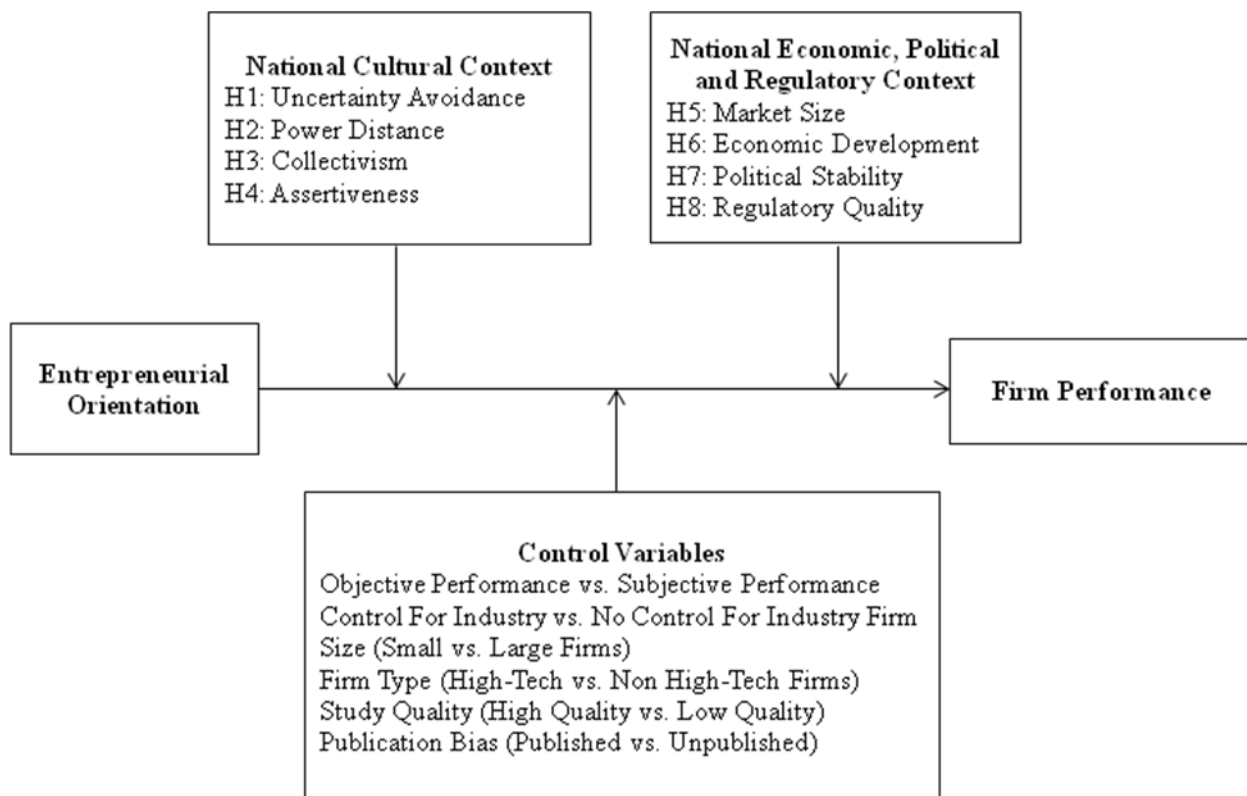 National Cultural Context
H1: Uncertainty Avoidance
H2: Power Distance
H3: Collectivism
H4: Assertiveness
National Economic, Political
and Regulatory Context
H5: Market Size
H6: Economic Development
H7: Political Stability
H8: Regulatory Quality
Entrepreneurial
Orientation
Firm Performance
Control Variables
Objective Performance vs. Subjective Performance
Control For Industry vs. No Control For Industry Firm
Size (Small vs. Large Firms)
Firm Type (High-Tech vs. Non High-Tech Firms)
Study Quality (High Quality vs. Low Quality)
Publication Bias (Published vs. Unpublished)